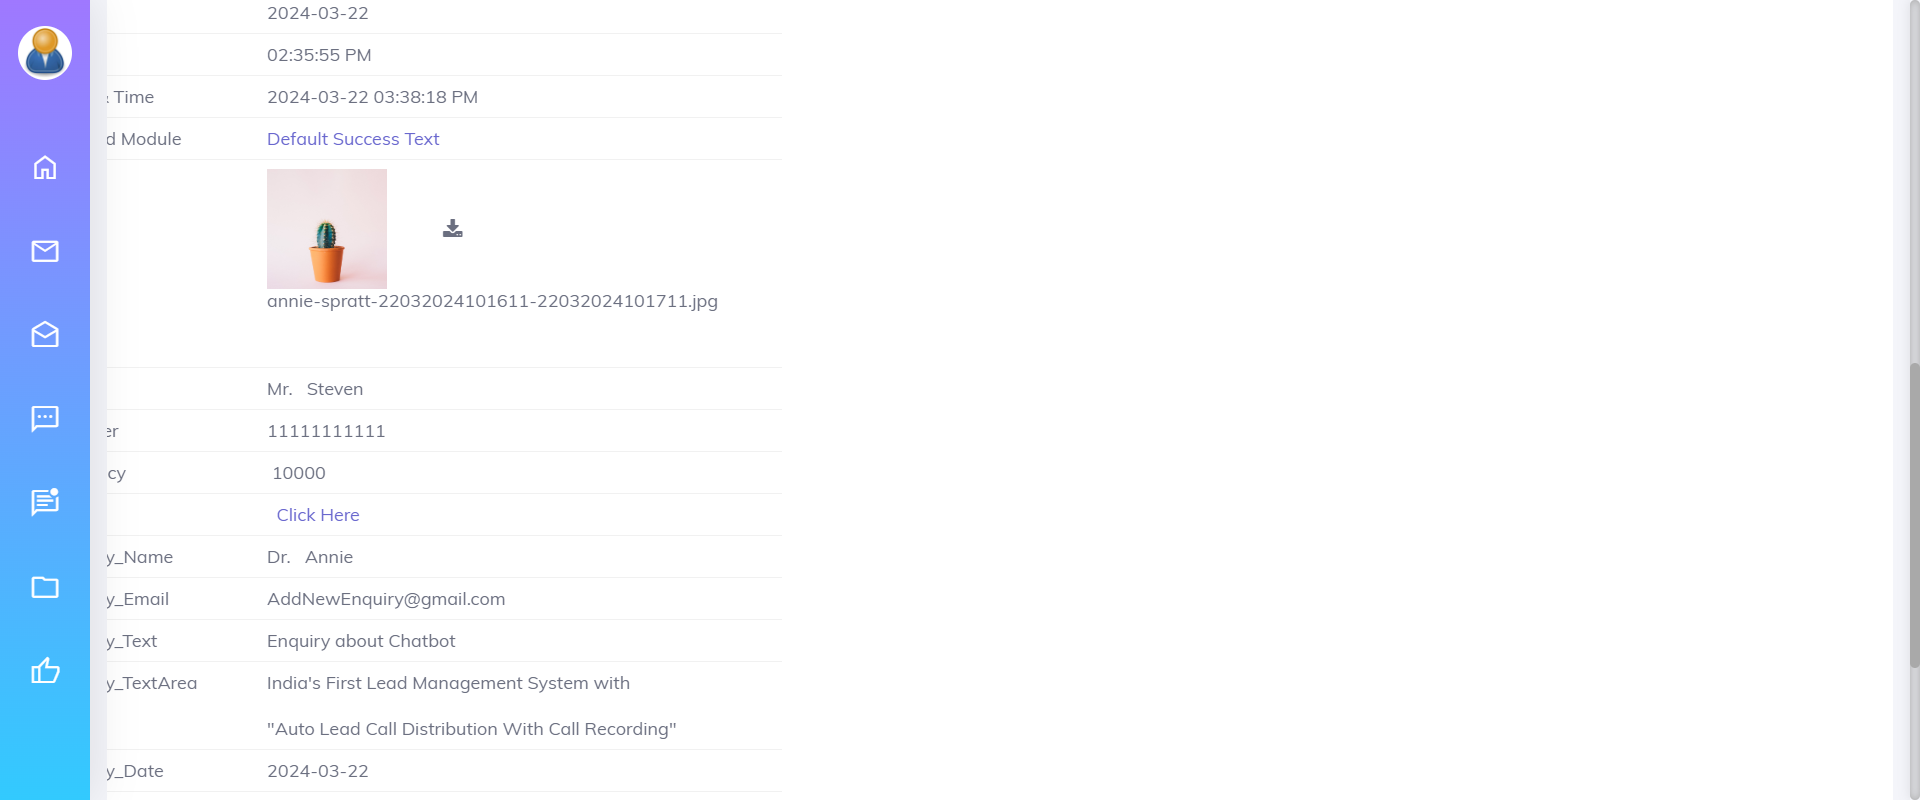 2024-03-22
02:35:55 PM
Time 2024-03-22 03:38:18 PM
Module Default Success Text
annie-spratt-22032024101611-22032024101711.jpg
Mr. Steven
er 11111111111
cy 10000
Click Here
y_Name Dr. Annie
y_Email AddNewEnquiry@gmail.com
y_Text Enquiry about Chatbot
y_TextArea India's First Lead Management System with
"Auto Lead Call Distribution With Call Recording"
y_Date 2024-03-22